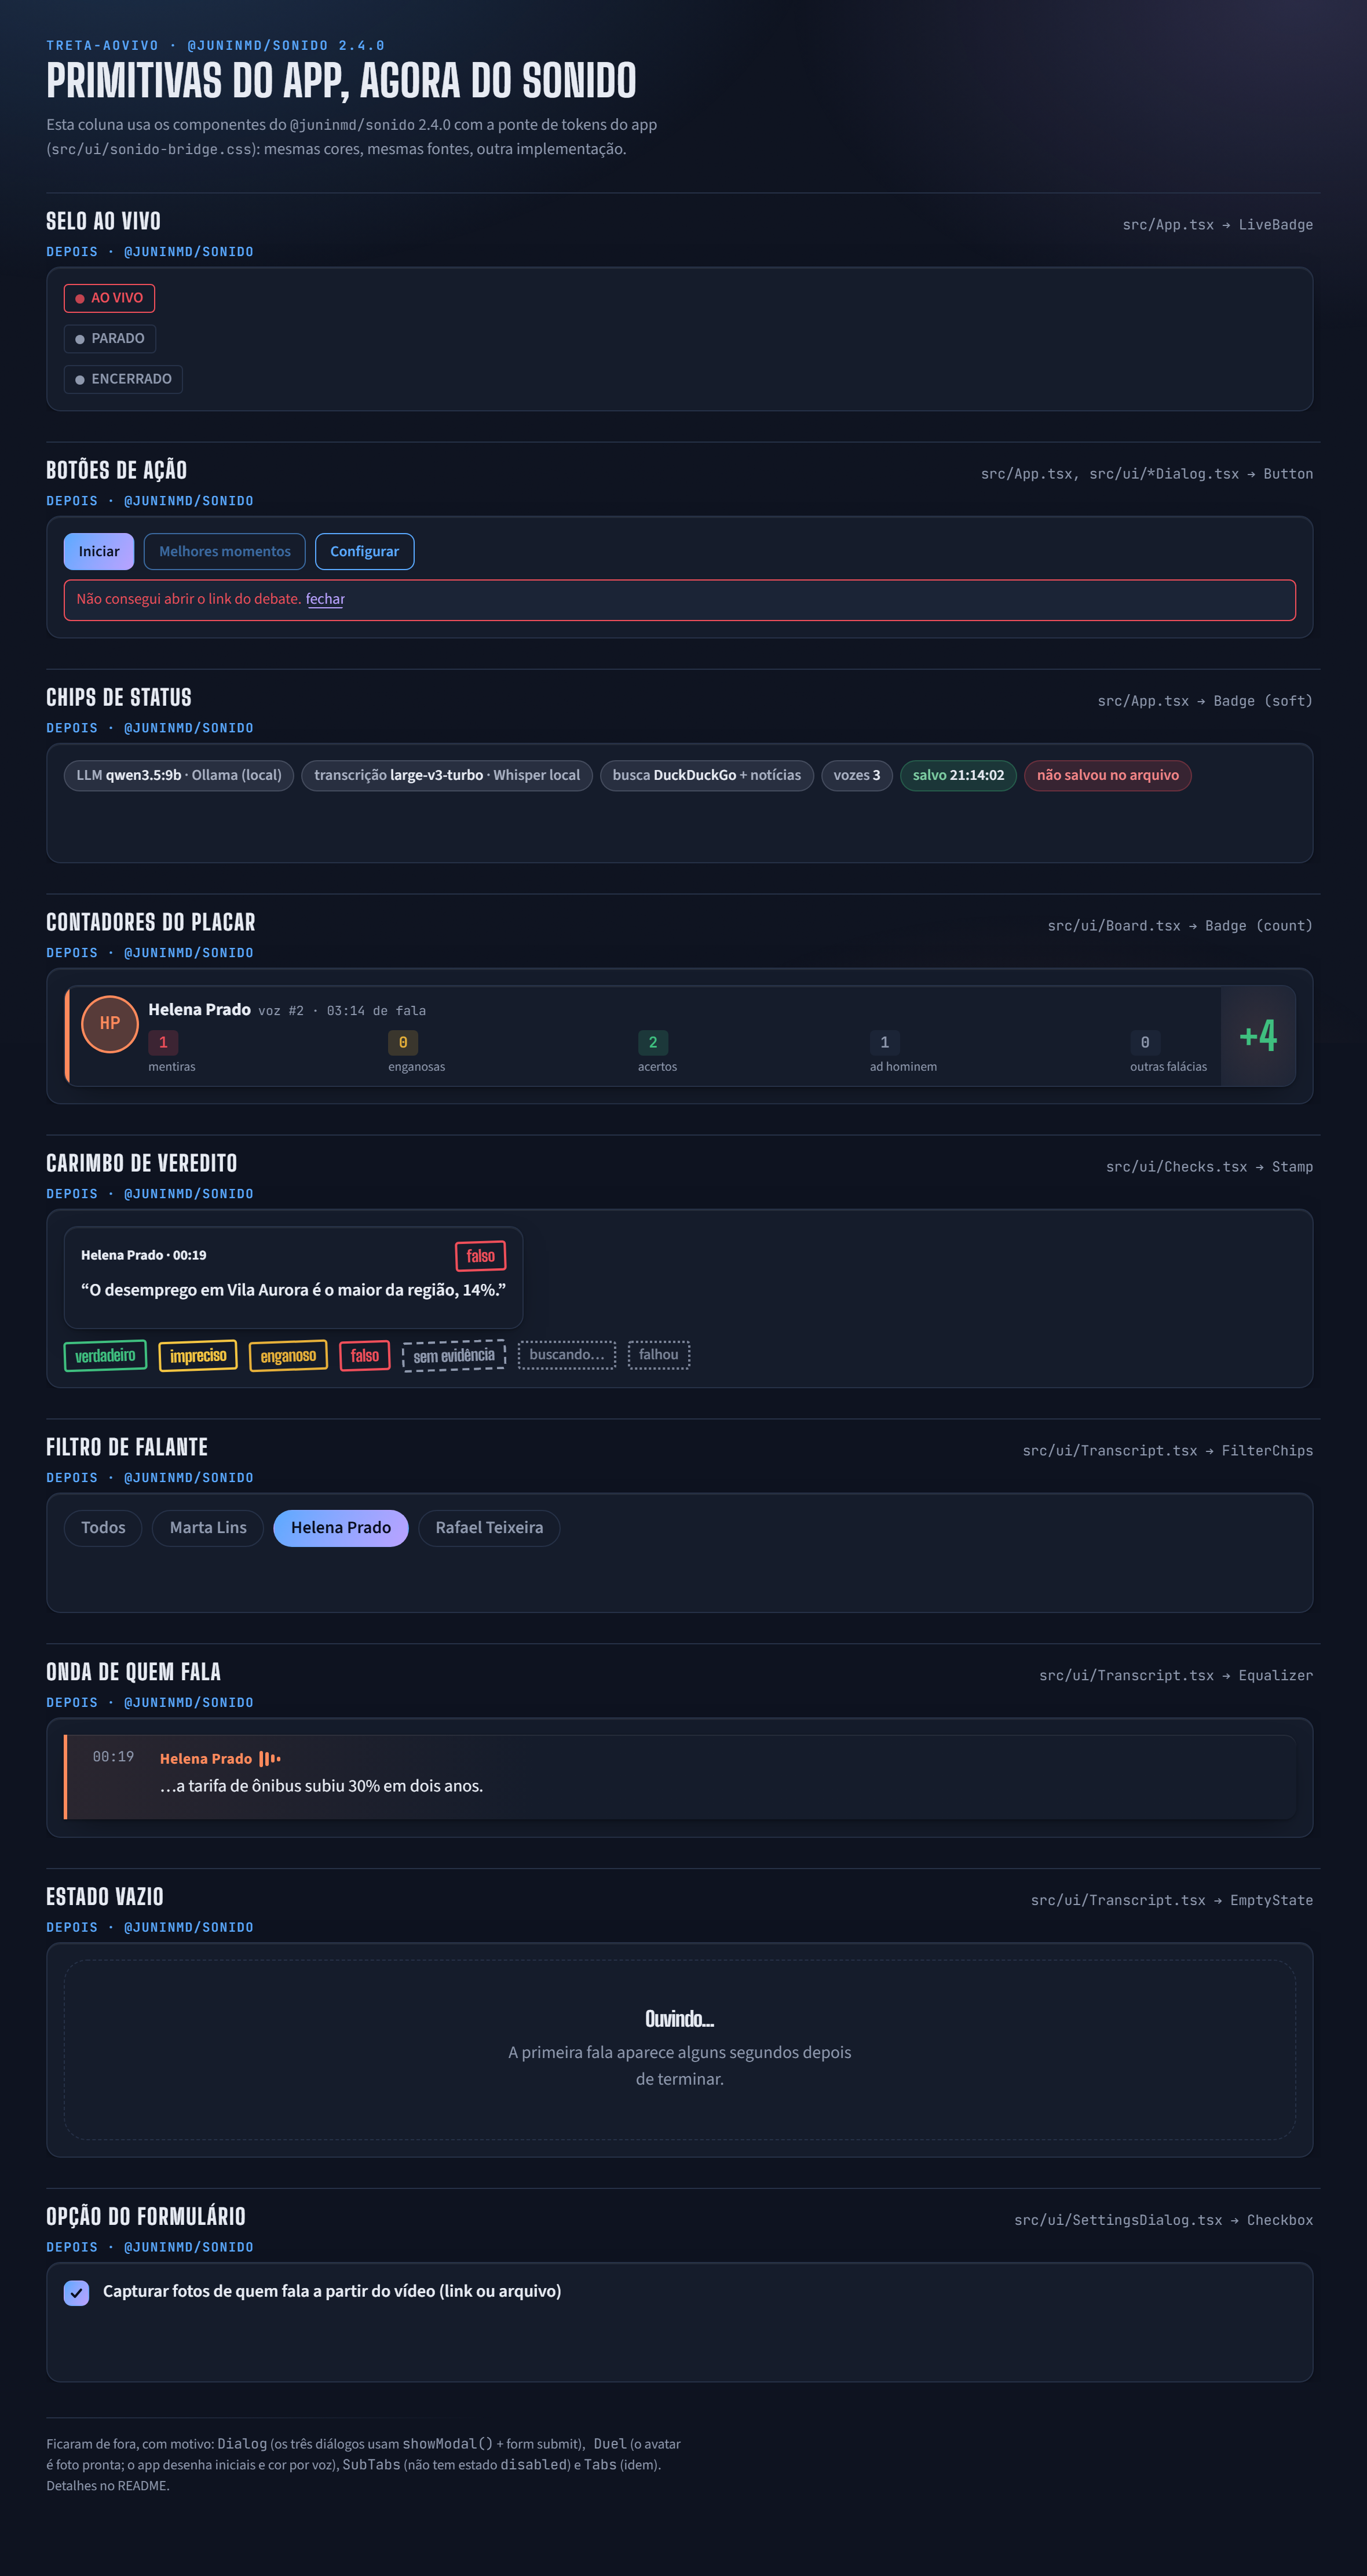 TRETA-AOVIVO · @JUNINMD/SONIDO 2.4.0
PRIMITIVAS DO APP, AGORA DO SONIDO
Esta coluna usa os componentes do @juninmd/sonido 2.4.0 com a ponte de tokens do app
(src/ui/sonido-bridge.css): mesmas cores, mesmas fontes, outra implementação.
SELO AO VIVO
src/App.tsx → LiveBadge
DEPOIS · @JUNINMD/SONIDO
AO VIVO
PARADO
ENCERRADO
BOTÕES DE AÇÃO
src/App.tsx, src/ui/*Dialog.tsx → Button
DEPOIS · @JUNINMD/SONIDO
Iniciar Melhores momentos Configurar
Não consegui abrir o link do debate. fechar
CHIPS DE STATUS
src/App.tsx → Badge (soft)
DEPOIS · @JUNINMD/SONIDO
LLM qwen3.5:9b · Ollama (local) transcrição large-v3-turbo · Whisper local busca DuckDuckGo + notícias vozes 3 salvo 21:14:02 não salvou no arquivo
CONTADORES DO PLACAR
src/ui/Board.tsx → Badge (count)
DEPOIS · @JUNINMD/SONIDO
HP
Helena Prado voz #2 · 03:14 de fala
1 0 2 1 0
mentiras enganosas acertos ad hominem outras falácias
+4
CARIMBO DE VEREDITO
src/ui/Checks.tsx → Stamp
DEPOIS · @JUNINMD/SONIDO
Helena Prado · 00:19 falso
“O desemprego em Vila Aurora é o maior da região, 14%.”
verdadeiro impreciso enganoso falso sem evidência buscando… falhou
FILTRO DE FALANTE
src/ui/Transcript.tsx → FilterChips
DEPOIS · @JUNINMD/SONIDO
Todos Marta Lins Helena Prado Rafael Teixeira
ONDA DE QUEM FALA
src/ui/Transcript.tsx → Equalizer
DEPOIS · @JUNINMD/SONIDO
00:19 Helena Prado
…a tarifa de ônibus subiu 30% em dois anos.
ESTADO VAZIO
src/ui/Transcript.tsx → EmptyState
DEPOIS · @JUNINMD/SONIDO
Ouvindo…
A primeira fala aparece alguns segundos depois
de terminar.
OPÇÃO DO FORMULÁRIO
src/ui/SettingsDialog.tsx → Checkbox
DEPOIS · @JUNINMD/SONIDO
Capturar fotos de quem fala a partir do vídeo (link ou arquivo)
Ficaram de fora, com motivo: Dialog (os três diálogos usam showModal() + form submit), Duel (o avatar
é foto pronta; o app desenha iniciais e cor por voz), SubTabs (não tem estado disabled) e Tabs (idem).
Detalhes no README.